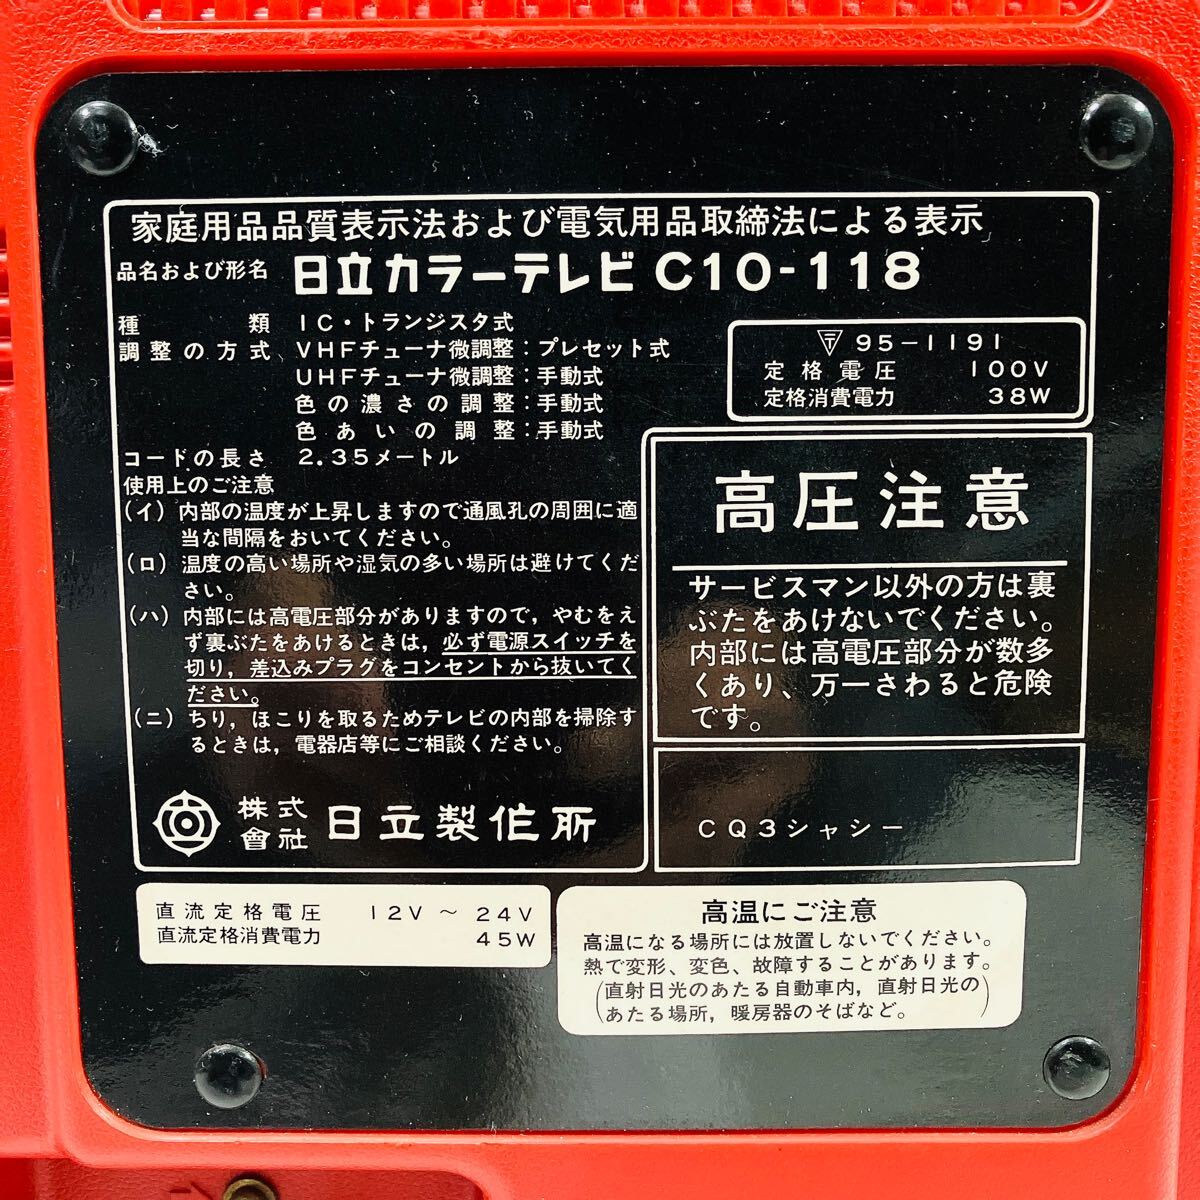 家庭用品品質表示法および電気用品取締法による表示
品名および形名 日立カラーテレビ C10-118
種類 IC・トランジスタ式
調整の方式 VHFチューナ微調整：プレセット式
UHFチューナ微調整：手動式
色の濃さの調整：手動式
色あいの調整：手動式
コードの長さ 2.35メートル
〒 95-1191
定格電圧 100V
定格消費電力 38W
使用上のご注意
（イ）内部の温度が上昇しますので通風孔の周囲に適
当な間隔をおいてください。
（ロ）温度の高い場所や湿気の多い場所は避けてくだ
さい。
（ハ）内部には高電圧部分がありますので，やむをえ
ず裏ぶたをあけるときは，必ず電源スイッチを
切り，差込みプラグをコンセントから抜いてく
ださい。
（ニ）ちり，ほこりを取るためテレビの内部を掃除す
るときは，電器店等にご相談ください。
高圧注意
サービスマン以外の方は裏
ぶたをあけないでください。
内部には高電圧部分が数多
くあり、万一さわると危険
です。
株式會社 日立製作所
CQ3シャシー
直流定格電圧 12V～24V
直流定格消費電力 45W
高温にご注意
高温になる場所には放置しないでください。
熱で変形、変色、故障することがあります。
（直射日光のあたる自動車内，直射日光の
あたる場所，暖房器のそばなど。）